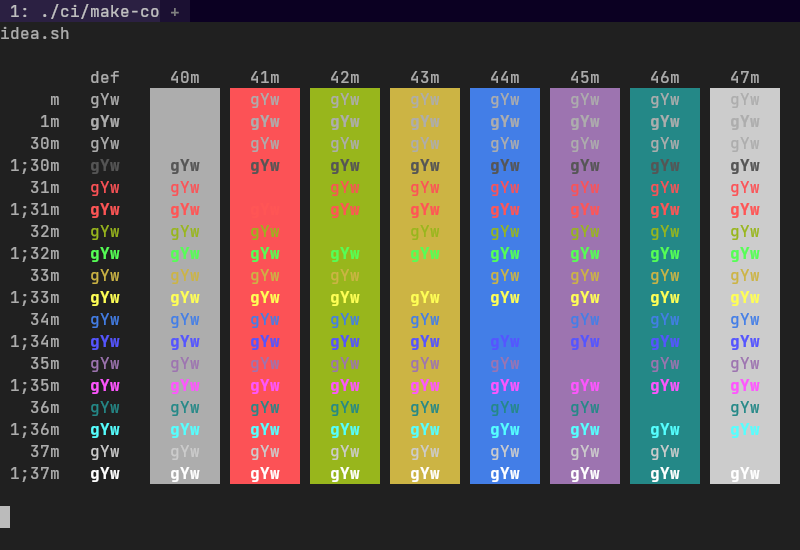 1: ./ci/make-co +
idea.sh
def 40m 41m 42m 43m 44m 45m 46m 47m
m gYw gYw gYw gYw gYw gYw gYw gYw
1m gYw gYw gYw gYw gYw gYw gYw gYw
30m gYw gYw gYw gYw gYw gYw gYw gYw
1;30m gYw gYw gYw gYw gYw gYw gYw gYw gYw
31m gYw gYw gYw gYw gYw gYw gYw gYw
1;31m gYw gYw gYw gYw gYw gYw gYw gYw
32m gYw gYw gYw gYw gYw gYw gYw gYw
1;32m gYw gYw gYw gYw gYw gYw gYw gYw gYw
33m gYw gYw gYw gYw gYw gYw gYw gYw
1;33m gYw gYw gYw gYw gYw gYw gYw gYw gYw
34m gYw gYw gYw gYw gYw gYw gYw gYw
1;34m gYw gYw gYw gYw gYw gYw gYw gYw gYw
35m gYw gYw gYw gYw gYw gYw gYw gYw
1;35m gYw gYw gYw gYw gYw gYw gYw gYw gYw
36m gYw gYw gYw gYw gYw gYw gYw gYw
1;36m gYw gYw gYw gYw gYw gYw gYw gYw gYw
37m gYw gYw gYw gYw gYw gYw gYw gYw
1;37m gYw gYw gYw gYw gYw gYw gYw gYw gYw